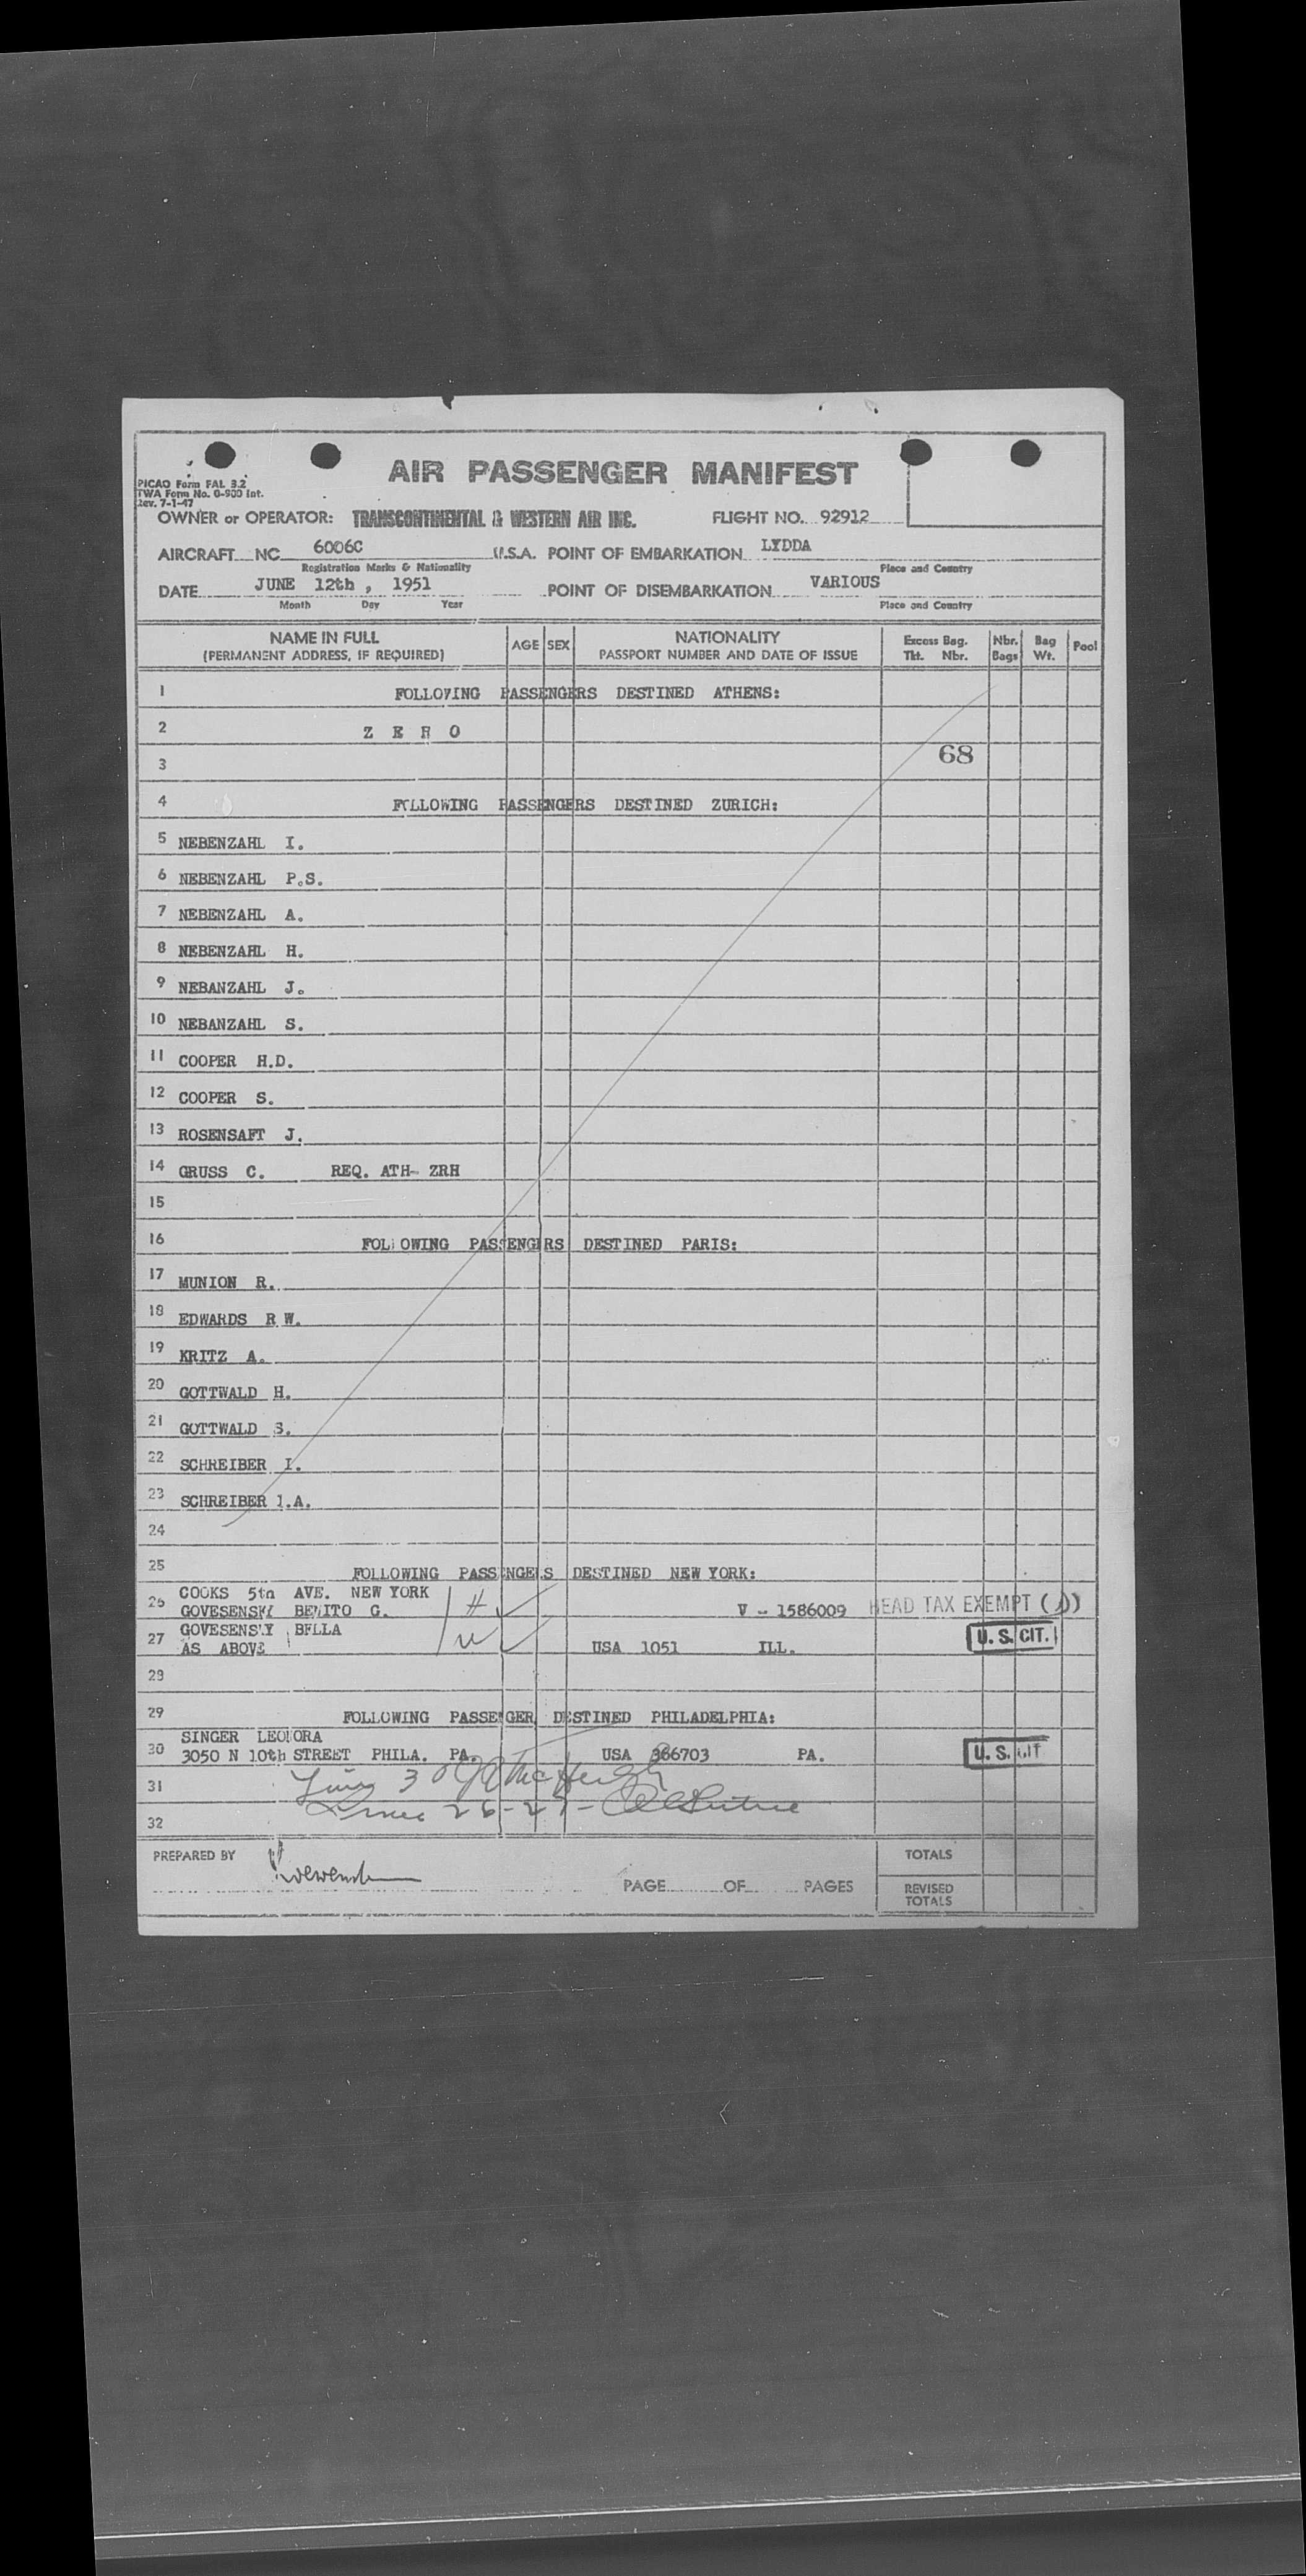 AIR PASSENGER MANIFEST
PICAO Form FAL 3.2
TWA Form No. O-900 Int.
Rev. 7-1-47
OWNER or OPERATOR: TRANSCONTINENTAL & WESTERN AIR INC. FLIGHT NO. 92912
AIRCRAFT NC 6006C U.S.A. POINT OF EMBARKATION LYDDA
Registration Marks & Nationality Place and Country
DATE JUNE 12th, 1951 POINT OF DISEMBARKATION VARIOUS
Month Day Year Place and Country
NAME IN FULL (PERMANENT ADDRESS, IF REQUIRED) AGE SEX NATIONALITY PASSPORT NUMBER AND DATE OF ISSUE Excess Bag. Tkt. Nbr. Nbr. Bags Bag Wt. Pool
1 FOLLOVING PASSENGERS DESTINED ATHENS:
2 Z E R O
3 68
4 FOLLOWING PASSENGERS DESTINED ZURICH:
5 NEBENZAHL I.
6 NEBENZAHL P.S.
7 NEBENZAHL A.
8 NEBENZAHL H.
9 NEBANZAHL J.
10 NEBANZAHL S.
11 COOPER H.D.
12 COOPER S.
13 ROSENSAFT J.
14 GRUSS C. REQ. ATH- ZRH
15
16 FOLLOWING PASSENGERS DESTINED PARIS:
17 MUNION R.
18 EDWARDS R W.
19 KRITZ A.
20 GOTTWALD H.
21 GOTTWALD S.
22 SCHREIBER I.
23 SCHREIBER I.A.
24
25 FOLLOWING PASSENGERS DESTINED NEW YORK:
COOKS 5th AVE. NEW YORK
26 GOVESENSKY BENITO G. V - 1586009 HEAD TAX EXEMPT
GOVESENSKY BELLA
27 AS ABOVE USA 1051 ILL. U. S. CIT.
28
29 FOLLOWING PASSENGER DESTINED PHILADELPHIA:
SINGER LEONORA
30 3050 N 10th STREET PHILA. PA. USA 366703 PA. U. S. CIT
31
32 26-27-
PREPARED BY PAGE OF PAGES TOTALS
REVISED TOTALS